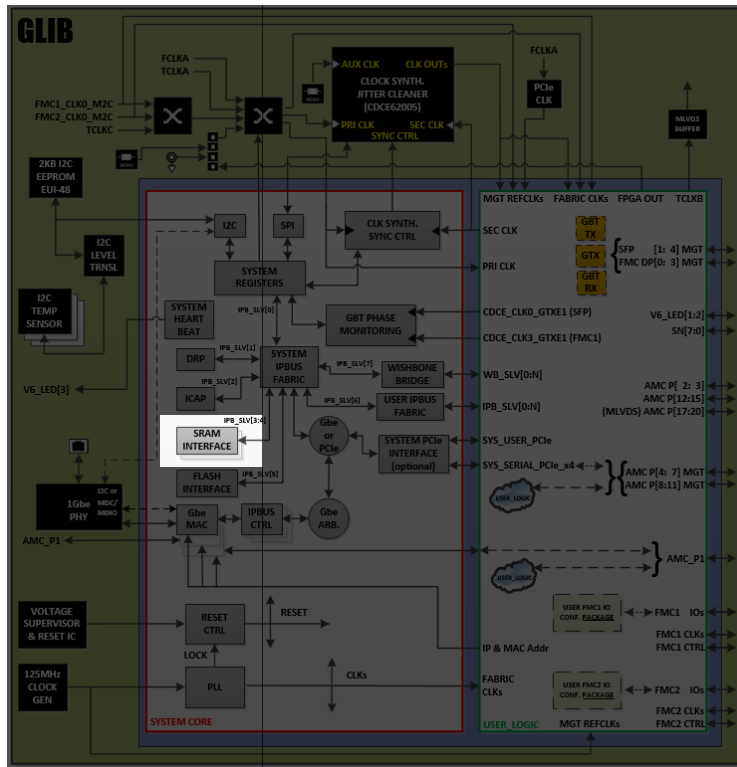 GLIB
FCLKA
TCLKA
FMC1_CLK0_M2C
FMC2_CLK0_M2C
TCLKC
AUX CLK
CLK OUTs
CLOCK SYNTH.
JITTER CLEANER
(CDCE62005)
PRI CLK
SEC CLK
SYNC CTRL
FCLKA
PCIe
CLK
MLVDS
BUFFER
2KB I2C
EEPROM
EUI-48
I2C
LEVEL
TRNSL
I2C
TEMP
SENSOR
V6_LED[3]
I2C
SPI
CLK SYNTH.
SYNC CTRL
SYSTEM
REGISTERS
IPB_SLV[0]
SYSTEM
HEART
BEAT
GBT PHASE
MONITORING
IPB_SLV[1]
DRP
SYSTEM
IPBUS
FABRIC
IPB_SLV[7]
WISHBONE
BRIDGE
IPB_SLV[2]
ICAP
IPB_SLV[6]
USER IPBUS
FABRIC
IPB_SLV[3:4]
SRAM
INTERFACE
Gbe
or
PCIe
SYSTEM PCIe
INTERFACE
(optional)
FLASH
INTERFACE
IPB_SLV[5]
1Gbe
PHY
I2C or
MDC/
MDIO
Gbe
MAC
IPBUS
CTRL
Gbe
ARB.
AMC_P1
VOLTAGE
SUPERVISOR
& RESET IC
RESET
CTRL
RESET
LOCK
125MHz
CLOCK
GEN
PLL
CLKs
SYSTEM CORE
MGT REFCLKs
FABRIC CLKs
FPGA OUT
TCLKB
SEC CLK
PRI CLK
GBT
TX
GTX
GBT
RX
SFP [1: 4] MGT
FMC DP[0: 3] MGT
CDCE_CLK0_GTXE1 (SFP)
CDCE_CLK3_GTXE1 (FMC1)
V6_LED[1:2]
SN[7:0]
WB_SLV[0:N]
IPB_SLV[0:N]
AMC P[ 2: 3]
AMC P[12:15]
(MLVDS) AMC P[17:20]
SYS_USER_PCIe
SYS_SERIAL_PCIe_x4
USER_LOGIC
AMC P[4: 7] MGT
AMC P[8:11] MGT
USER_LOGIC
AMC_P1
USER FMC1 IO
CONF. PACKAGE
FMC1 IOs
FMC1 CLKs
FMC1 CTRL
IP & MAC Addr
FABRIC
CLKs
USER FMC2 IO
CONF. PACKAGE
FMC2 IOs
FMC2 CLKs
FMC2 CTRL
USER_LOGIC
MGT REFCLKs